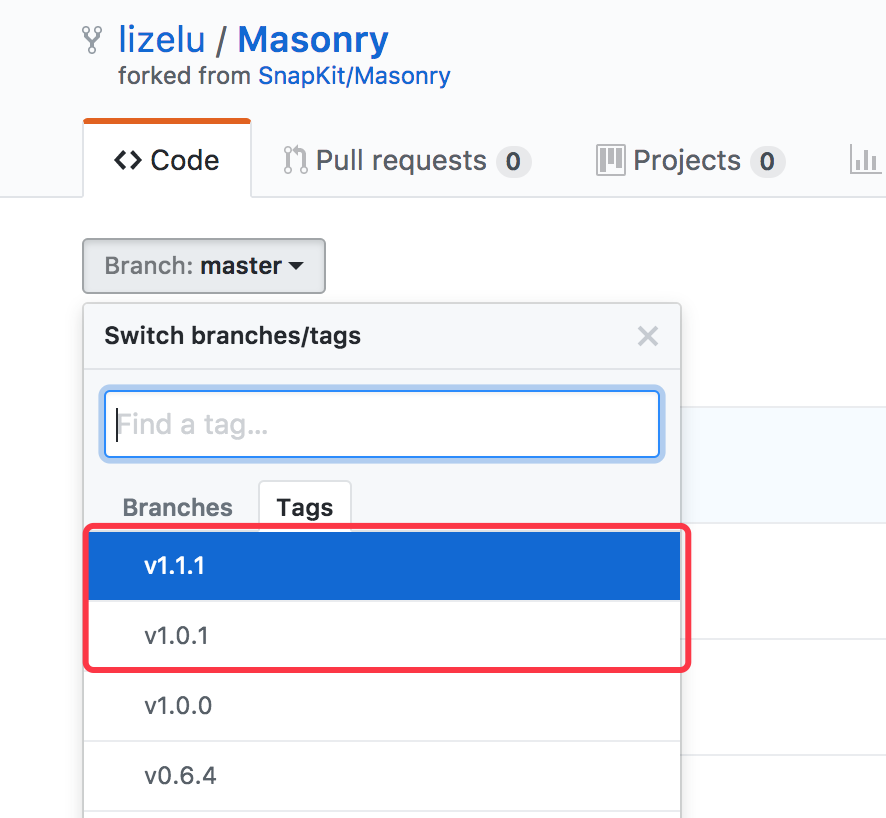 lizelu / Masonry
forked from SnapKit/Masonry
Code Pull requests 0 Projects 0
Branch: master
Switch branches/tags
Find a tag...
Branches Tags
v1.1.1
v1.0.1
v1.0.0
v0.6.4